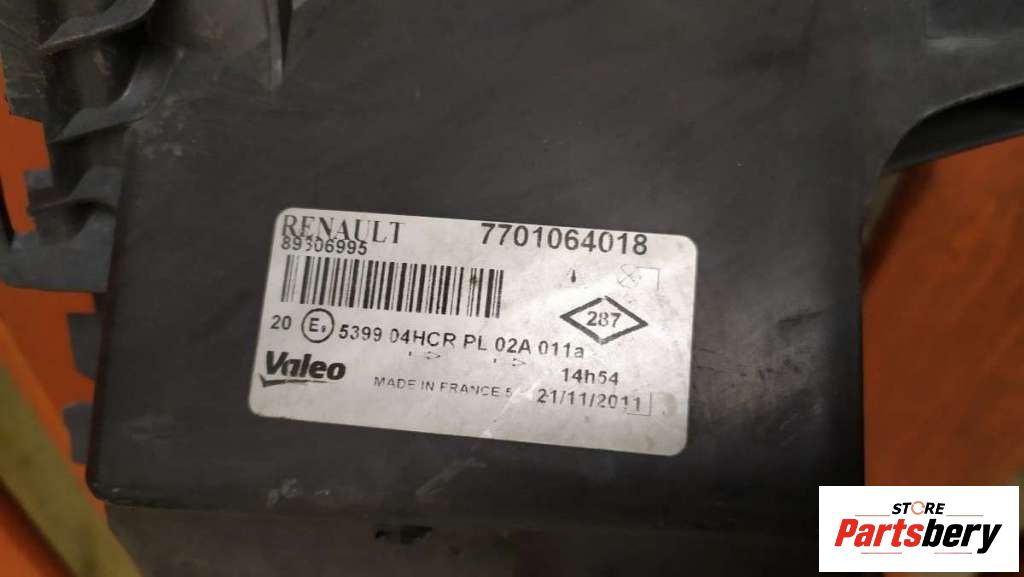 RENAULT 7701064018
89306995
287
20 E 5399 04HCR PL 02A 011a
14h54
Valeo MADE IN FRANCE 21/11/2011
STORE
Partsbery